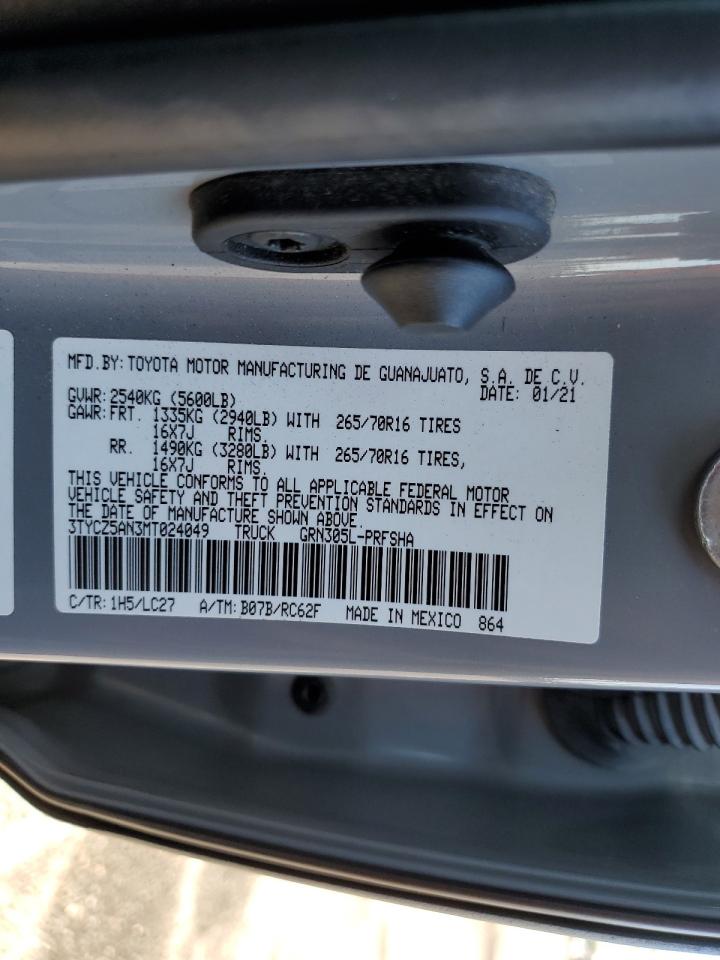 MFD.BY: TOYOTA MOTOR MANUFACTURING DE GUANAJUATO, S.A. DE C.V.
GVWR: 2540KG (5600LB) DATE: 01/21
GAWR: FRT. 1335KG (2940LB) WITH 265/70R16 TIRES
16X7J RIMS.
RR. 1490KG (3280LB) WITH 265/70R16 TIRES,
16X7J RIMS.
THIS VEHICLE CONFORMS TO ALL APPLICABLE FEDERAL MOTOR
VEHICLE SAFETY AND THEFT PREVENTION STANDARDS IN EFFECT ON
THE DATE OF MANUFACTURE SHOWN ABOVE.
3TYCZ5AN3MT024049 TRUCK GRN305L-PRFSHA
C/TR: 1H5/LC27 A/TM: B07B/RC62F MADE IN MEXICO 864